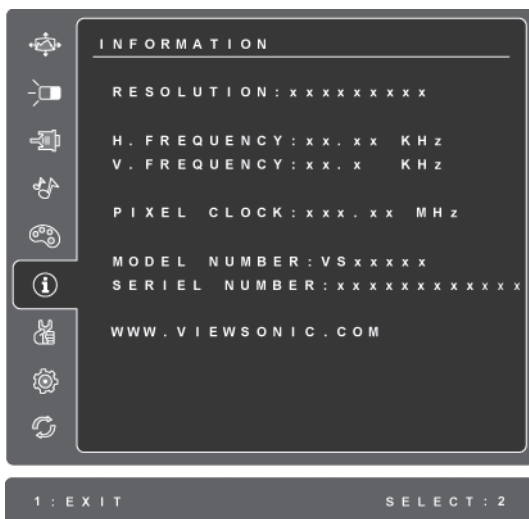 INFORMATION
RESOLUTION:xxxxxxxxx
H.FREQUENCY:xx.xx KHz
V.FREQUENCY:xx.x KHz
PIXEL CLOCK:xxx.xx MHz
MODEL NUMBER:VSxxxxx
SERIEL NUMBER:xxxxxxxxxxxx
WWW.VIEWSONIC.COM
1:EXIT SELECT:2